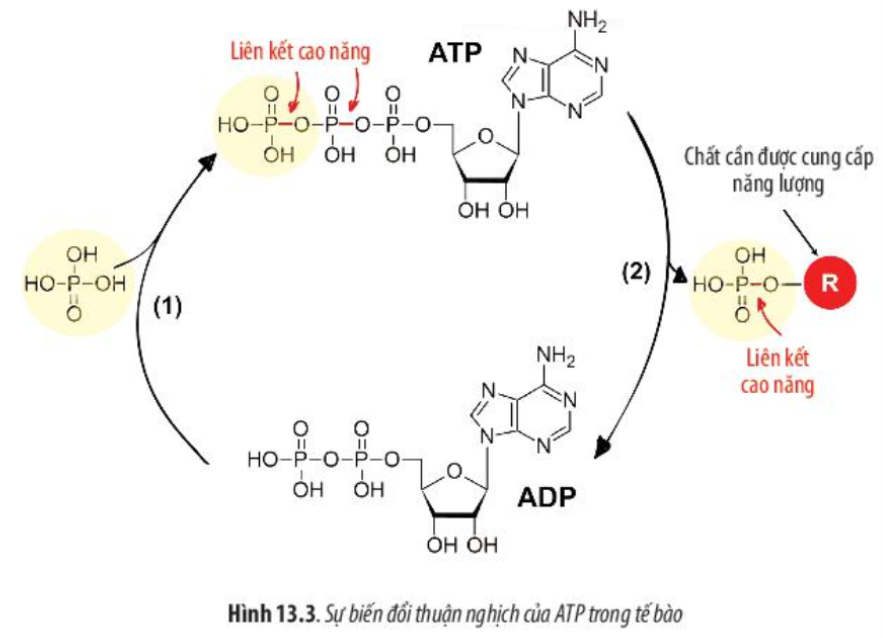 Liên kết cao năng
ATP
NH₂
N
N
N
N
O
O
O
HO–P–O–P–O–P–O
OH
OH
OH
O
OH OH
Chất cần được cung cấp
năng lượng
OH
HO–P–OH
O
(1)
(2)
OH
HO–P–O–
R
O
Liên kết
cao năng
NH₂
N
N
N
N
O
O
HO–P–O–P–O
OH
OH
O
OH OH
ADP
Hình 13.3. Sự biến đổi thuận nghịch của ATP trong tế bào